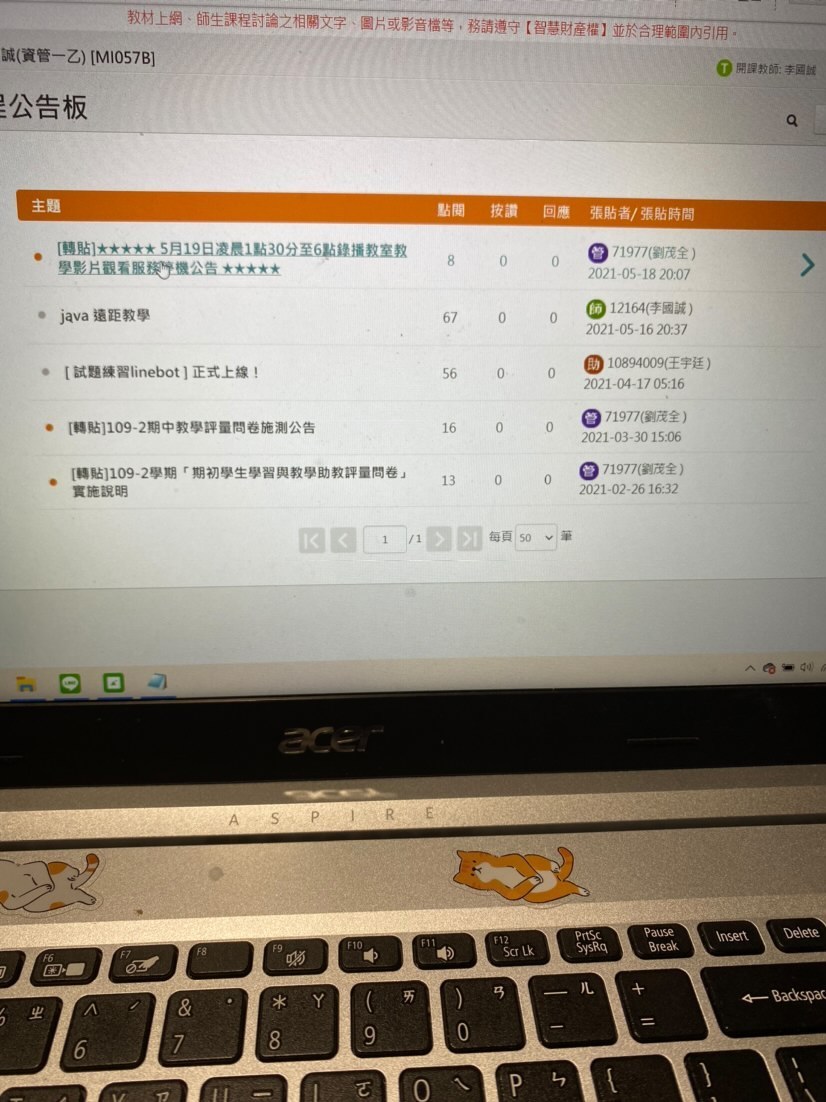 教材上網、師生課程討論之相關文字、圖片或影音檔等，務請遵守【智慧財產權】並於合理範圍內引用。
誠(資管一乙) [MI057B]
T 開課教師: 李國誠
公告板
主題 點閱 按讚 回應 張貼者/ 張貼時間
[轉貼]★★★★★ 5月19日凌晨1點30分至6點錄播教室教
學影片觀看服務停機公告 ★★★★★
8 0 0 管 71977(劉茂全)
2021-05-18 20:07
java 遠距教學 67 0 0 師 12164(李國誠)
2021-05-16 20:37
[ 試題練習linebot ] 正式上線！ 56 0 0 助 10894009(王宇廷)
2021-04-17 05:16
[轉貼]109-2期中教學評量問卷施測公告 16 0 0 管 71977(劉茂全)
2021-03-30 15:06
[轉貼]109-2學期「期初學生學習與教學助教評量問卷」
實施說明
13 0 0 管 71977(劉茂全)
2021-02-26 16:32
1 /1 每頁 50 筆
acer
ASPIRE
F6 F7 F8 F9 F10 F11 F12 Scr Lk PrtSc SysRq Pause Break Insert Delete
ㄓ ^ 6 ˊ & 7 ˙ * 8 ㄚ ( 9 ㄞ ) 0 ㄢ — - ㄦ + = ← Backspac
O ㄟ P ㄣ { }